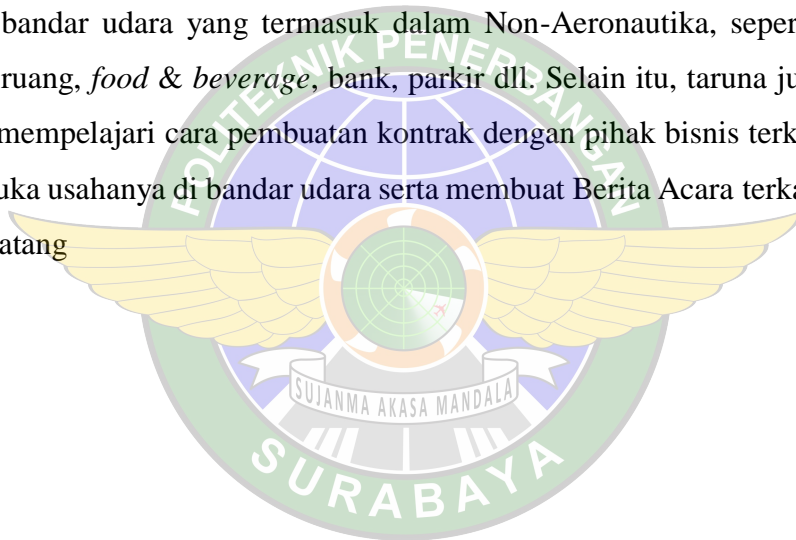 bandar udara yang termasuk dalam Non-Aeronautika, seper
ruang, food & beverage, bank, parkir dll. Selain itu, taruna ju
mempelajari cara pembuatan kontrak dengan pihak bisnis terk
uka usahanya di bandar udara serta membuat Berita Acara terka
atang
POLITEKNIK PENERBANGAN
SUJANMA AKASA MANDALA
SURABAYA